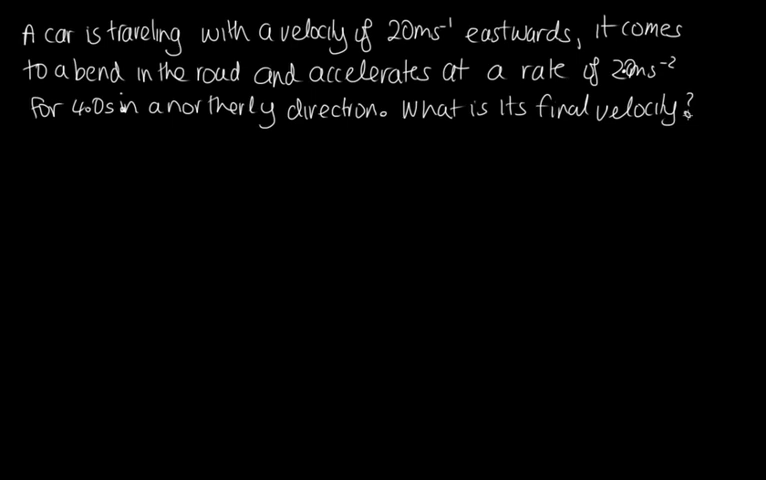 A car is traveling with a velocity of 20ms⁻¹ eastwards, it comes
to a bend in the road and accelerates at a rate of 2.0ms⁻²
for 4.0s in a northerly direction. What is its final velocity?